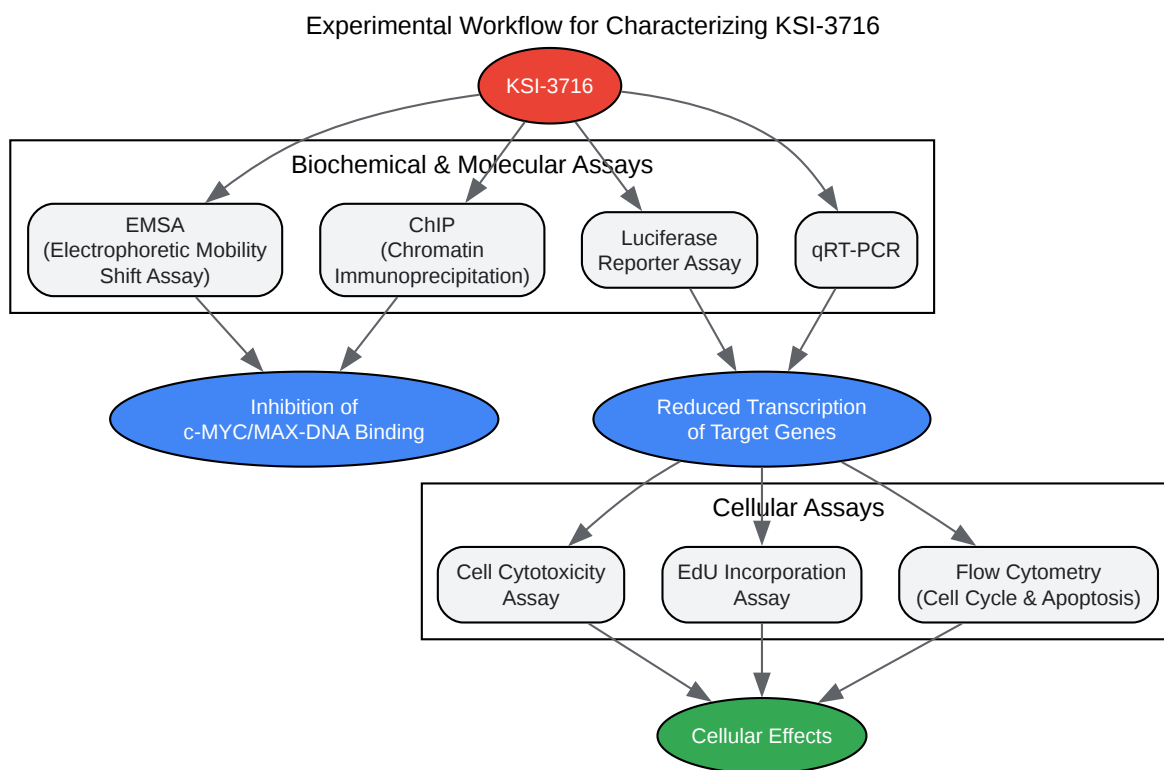 Experimental Workflow for Characterizing KSI-3716
KSI-3716
Biochemical & Molecular Assays
EMSA
(Electrophoretic Mobility
Shift Assay)
ChIP
(Chromatin
Immunoprecipitation)
Luciferase
Reporter Assay
qRT-PCR
Inhibition of
c-MYC/MAX-DNA Binding
Reduced Transcription
of Target Genes
Cellular Assays
Cell Cytotoxicity
Assay
EdU Incorporation
Assay
Flow Cytometry
(Cell Cycle & Apoptosis)
Cellular Effects